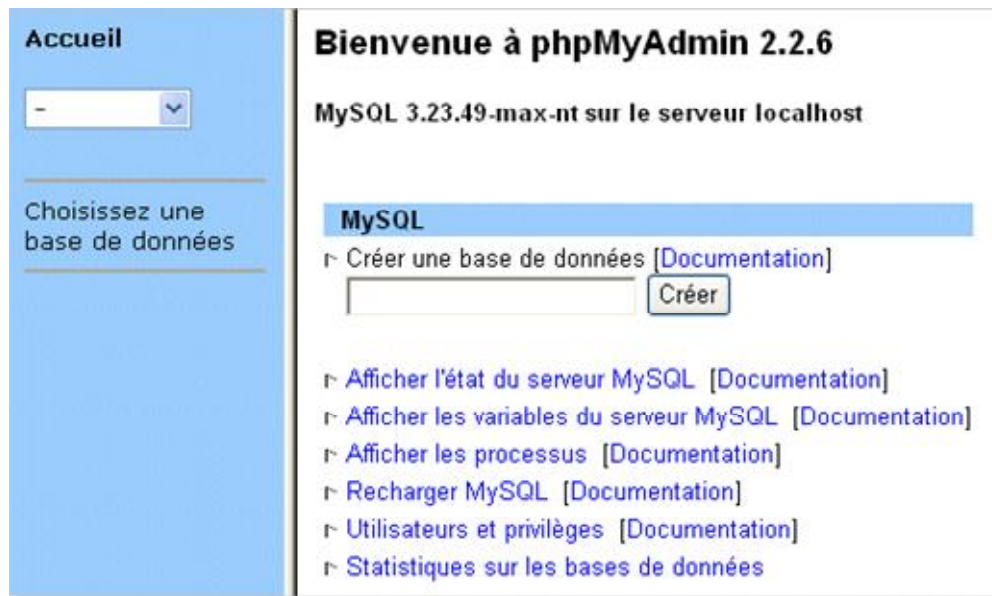 Accueil
-
Choisissez une
base de données
Bienvenue à phpMyAdmin 2.2.6
MySQL 3.23.49-max-nt sur le serveur localhost
MySQL
Créer une base de données [Documentation]
Créer
Afficher l'état du serveur MySQL [Documentation]
Afficher les variables du serveur MySQL [Documentation]
Afficher les processus [Documentation]
Recharger MySQL [Documentation]
Utilisateurs et privilèges [Documentation]
Statistiques sur les bases de données